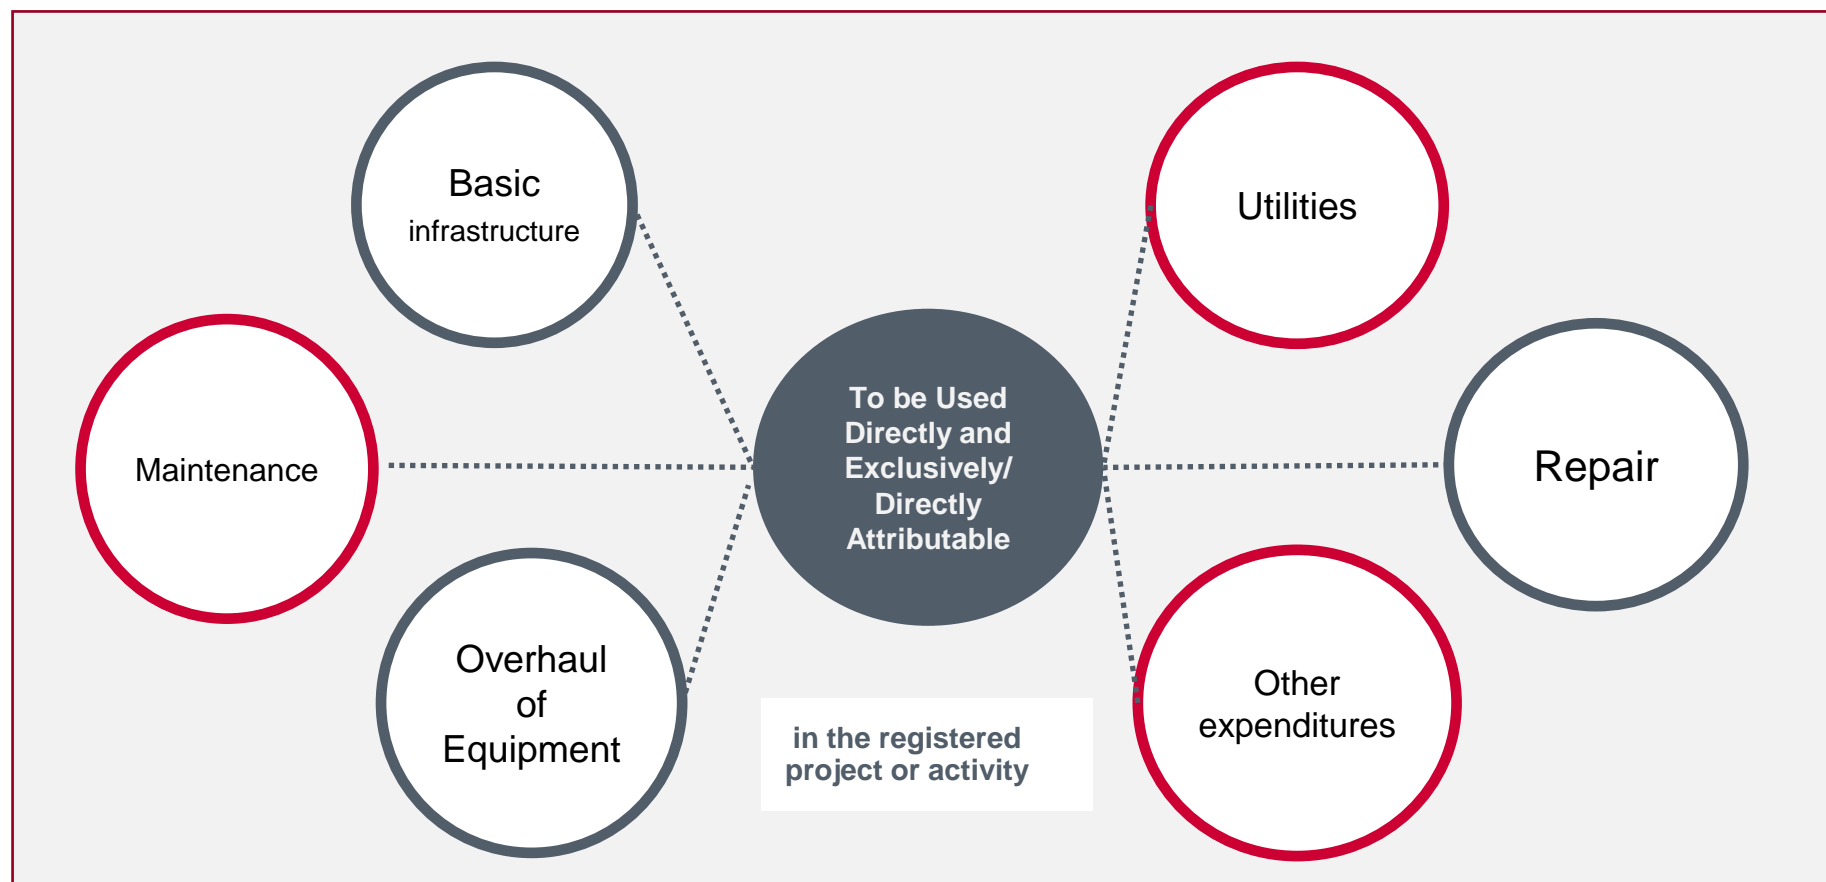 Basic
infrastructure
Utilities
Maintenance
To be Used
Directly and
Exclusively/
Directly
Attributable
Repair
Overhaul
of
Equipment
in the registered
project or activity
Other
expenditures